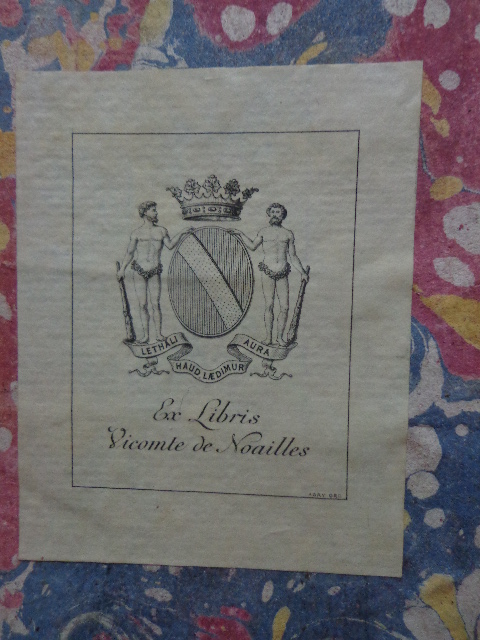 LETHALI AURA
HAUD LÆDIMUR
Ex Libris
Vicomte de Noailles